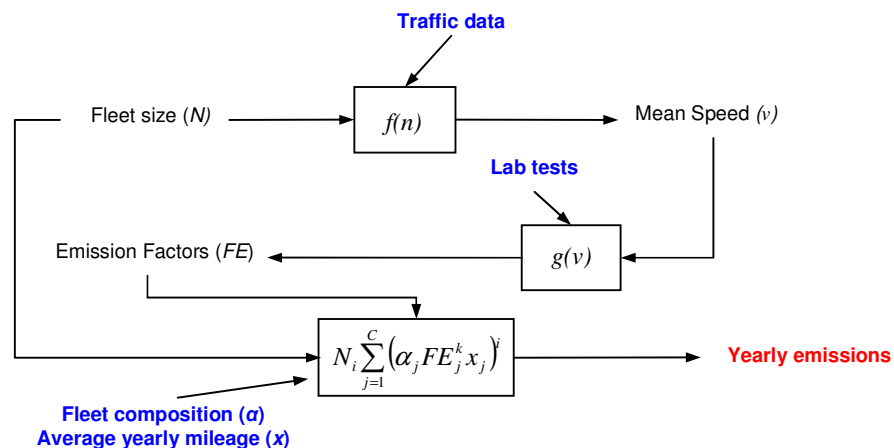 Traffic data
Fleet size (N)
f(n)
Mean Speed (v)
Lab tests
Emission Factors (FE)
g(v)
N_i \sum_{j=1}^{C} (α_j FE_j^k x_j)^i
Yearly emissions
Fleet composition (α)
Average yearly mileage (x)